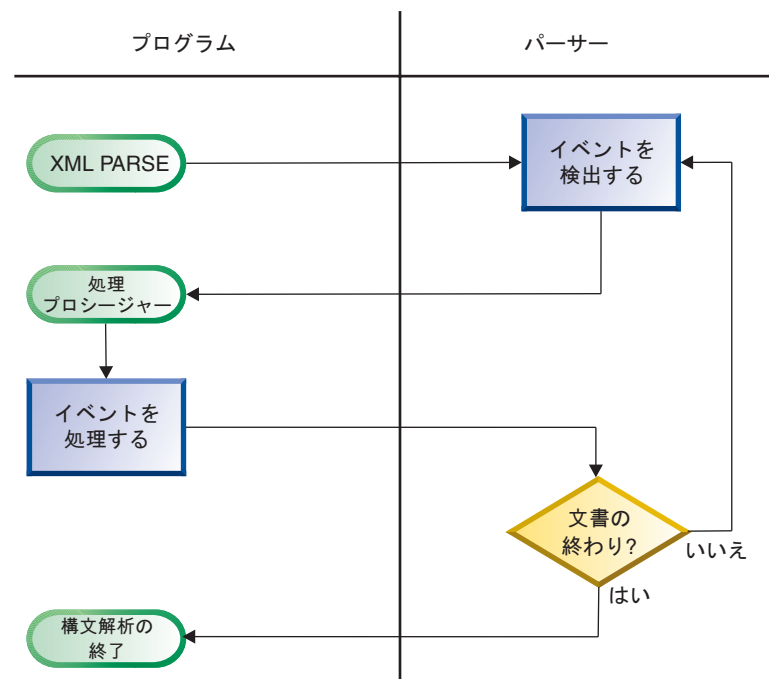 プログラム
パーサー
XML PARSE
イベントを
検出する
処理
プロシージャー
イベントを
処理する
文書の
終わり?
いいえ
はい
構文解析の
終了